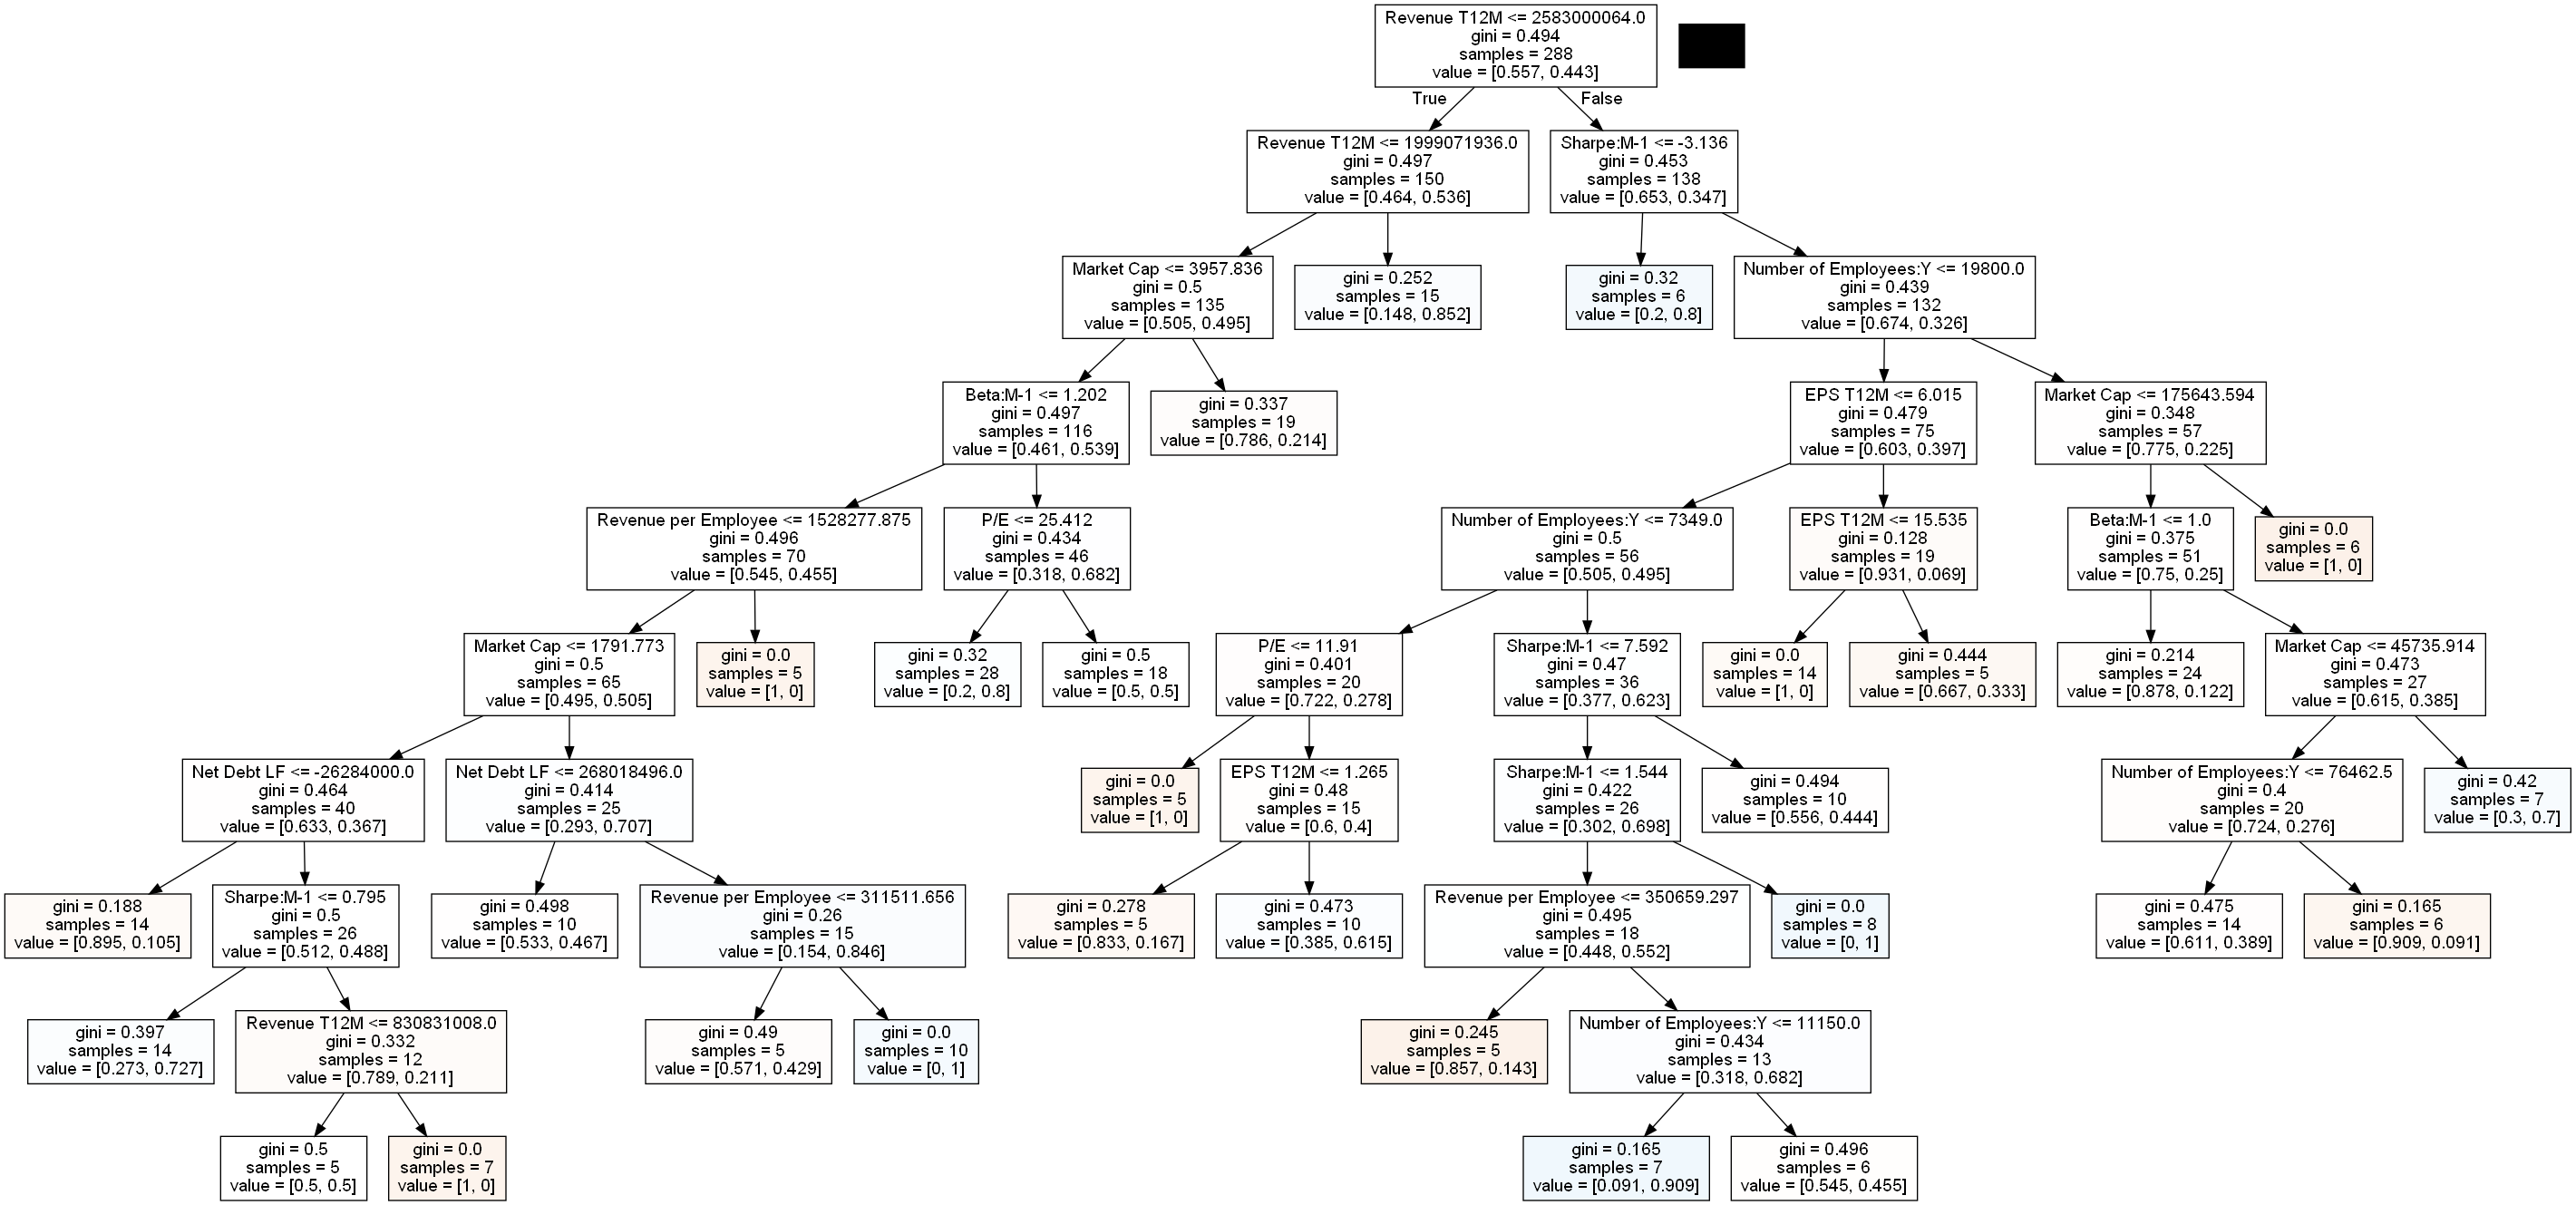 Revenue T12M <= 2583000064.0
gini = 0.494
samples = 288
value = [0.557, 0.443]
True
False
Revenue T12M <= 1999071936.0
gini = 0.497
samples = 150
value = [0.464, 0.536]
Sharpe:M-1 <= -3.136
gini = 0.453
samples = 138
value = [0.653, 0.347]
Market Cap <= 3957.836
gini = 0.5
samples = 135
value = [0.505, 0.495]
gini = 0.252
samples = 15
value = [0.148, 0.852]
gini = 0.32
samples = 6
value = [0.2, 0.8]
Number of Employees:Y <= 19800.0
gini = 0.439
samples = 132
value = [0.674, 0.326]
Beta:M-1 <= 1.202
gini = 0.497
samples = 116
value = [0.461, 0.539]
gini = 0.337
samples = 19
value = [0.786, 0.214]
EPS T12M <= 6.015
gini = 0.479
samples = 75
value = [0.603, 0.397]
Market Cap <= 175643.594
gini = 0.348
samples = 57
value = [0.775, 0.225]
Revenue per Employee <= 1528277.875
gini = 0.496
samples = 70
value = [0.545, 0.455]
P/E <= 25.412
gini = 0.434
samples = 46
value = [0.318, 0.682]
Number of Employees:Y <= 7349.0
gini = 0.5
samples = 56
value = [0.505, 0.495]
EPS T12M <= 15.535
gini = 0.128
samples = 19
value = [0.931, 0.069]
Beta:M-1 <= 1.0
gini = 0.375
samples = 51
value = [0.75, 0.25]
gini = 0.0
samples = 6
value = [1, 0]
Market Cap <= 1791.773
gini = 0.5
samples = 65
value = [0.495, 0.505]
gini = 0.0
samples = 5
value = [1, 0]
gini = 0.32
samples = 28
value = [0.2, 0.8]
gini = 0.5
samples = 18
value = [0.5, 0.5]
P/E <= 11.91
gini = 0.401
samples = 20
value = [0.722, 0.278]
Sharpe:M-1 <= 7.592
gini = 0.47
samples = 36
value = [0.377, 0.623]
gini = 0.0
samples = 14
value = [1, 0]
gini = 0.444
samples = 5
value = [0.667, 0.333]
gini = 0.214
samples = 24
value = [0.878, 0.122]
Market Cap <= 45735.914
gini = 0.473
samples = 27
value = [0.615, 0.385]
Net Debt LF <= -26284000.0
gini = 0.464
samples = 40
value = [0.633, 0.367]
Net Debt LF <= 268018496.0
gini = 0.414
samples = 25
value = [0.293, 0.707]
gini = 0.0
samples = 5
value = [1, 0]
EPS T12M <= 1.265
gini = 0.48
samples = 15
value = [0.6, 0.4]
Sharpe:M-1 <= 1.544
gini = 0.422
samples = 26
value = [0.302, 0.698]
gini = 0.494
samples = 10
value = [0.556, 0.444]
Number of Employees:Y <= 76462.5
gini = 0.4
samples = 20
value = [0.724, 0.276]
gini = 0.42
samples = 7
value = [0.3, 0.7]
gini = 0.188
samples = 14
value = [0.895, 0.105]
Sharpe:M-1 <= 0.795
gini = 0.5
samples = 26
value = [0.512, 0.488]
gini = 0.498
samples = 10
value = [0.533, 0.467]
Revenue per Employee <= 311511.656
gini = 0.26
samples = 15
value = [0.154, 0.846]
gini = 0.278
samples = 5
value = [0.833, 0.167]
gini = 0.473
samples = 10
value = [0.385, 0.615]
Revenue per Employee <= 350659.297
gini = 0.495
samples = 18
value = [0.448, 0.552]
gini = 0.0
samples = 8
value = [0, 1]
gini = 0.475
samples = 14
value = [0.611, 0.389]
gini = 0.165
samples = 6
value = [0.909, 0.091]
gini = 0.397
samples = 14
value = [0.273, 0.727]
Revenue T12M <= 830831008.0
gini = 0.332
samples = 12
value = [0.789, 0.211]
gini = 0.49
samples = 5
value = [0.571, 0.429]
gini = 0.0
samples = 10
value = [0, 1]
gini = 0.245
samples = 5
value = [0.857, 0.143]
Number of Employees:Y <= 11150.0
gini = 0.434
samples = 13
value = [0.318, 0.682]
gini = 0.5
samples = 5
value = [0.5, 0.5]
gini = 0.0
samples = 7
value = [1, 0]
gini = 0.165
samples = 7
value = [0.091, 0.909]
gini = 0.496
samples = 6
value = [0.545, 0.455]